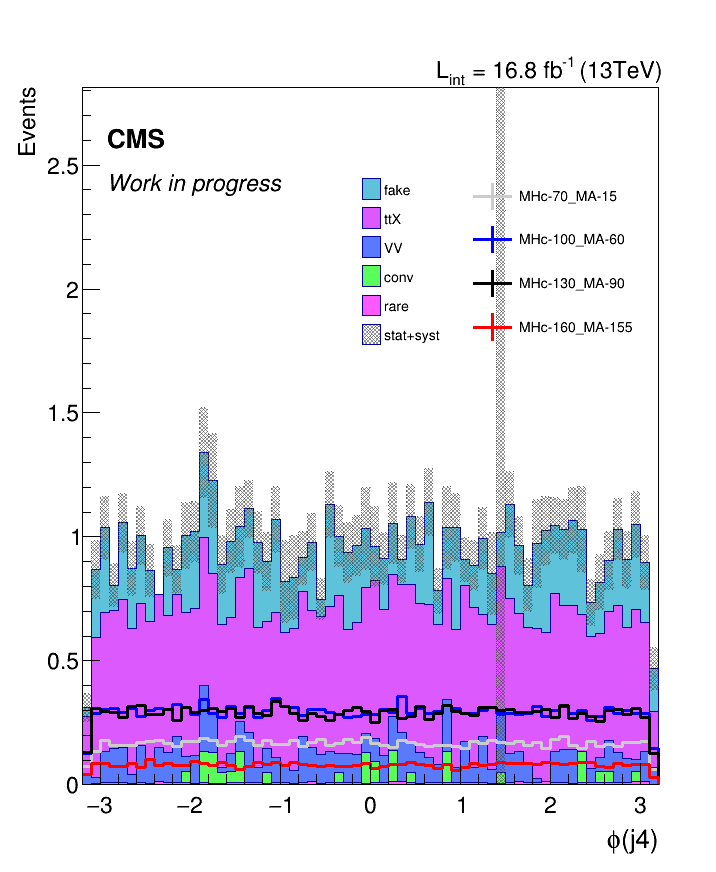 L_int = 16.8 fb^-1 (13TeV)
Events
CMS
Work in progress
fake
ttX
VV
conv
rare
stat+syst
MHc-70_MA-15
MHc-100_MA-60
MHc-130_MA-90
MHc-160_MA-155
2.5
2
1.5
1
0.5
0
−3 −2 −1 0 1 2 3
ϕ(j4)